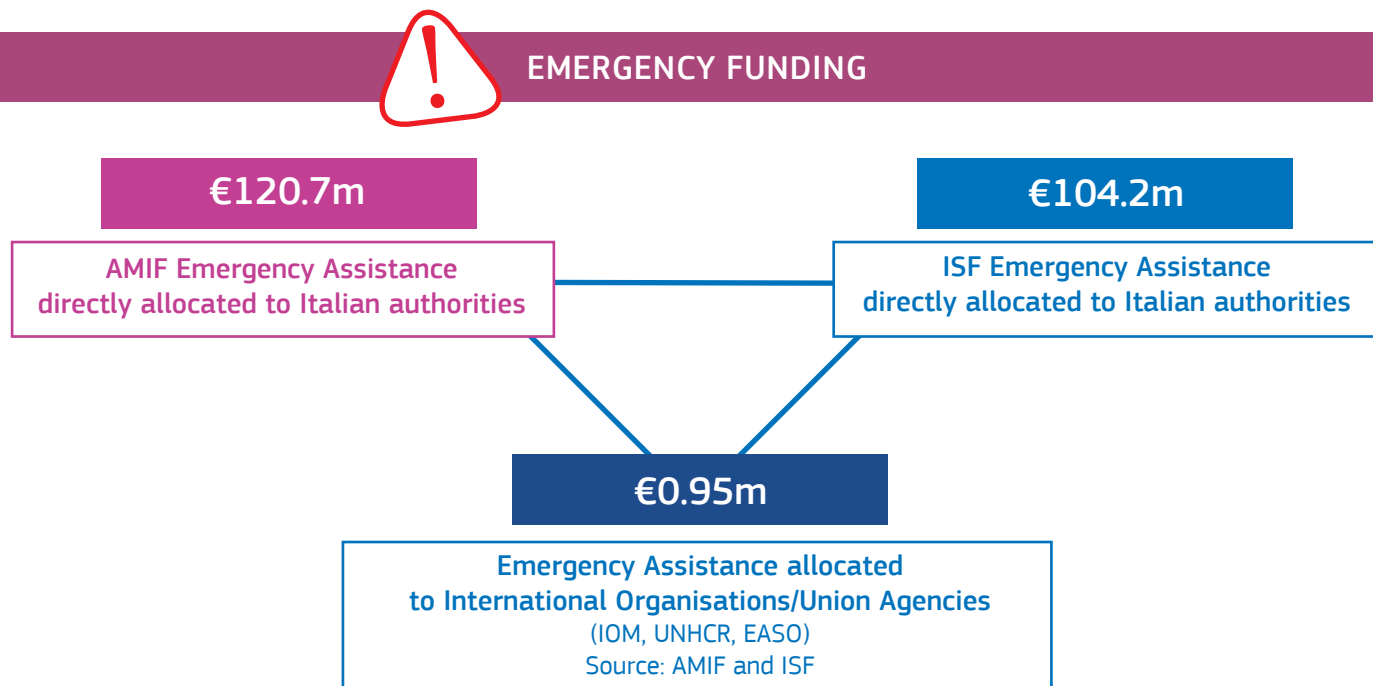 !
EMERGENCY FUNDING
€120.7m
AMIF Emergency Assistance
directly allocated to Italian authorities
€104.2m
ISF Emergency Assistance
directly allocated to Italian authorities
€0.95m
Emergency Assistance allocated
to International Organisations/Union Agencies
(IOM, UNHCR, EASO)
Source: AMIF and ISF